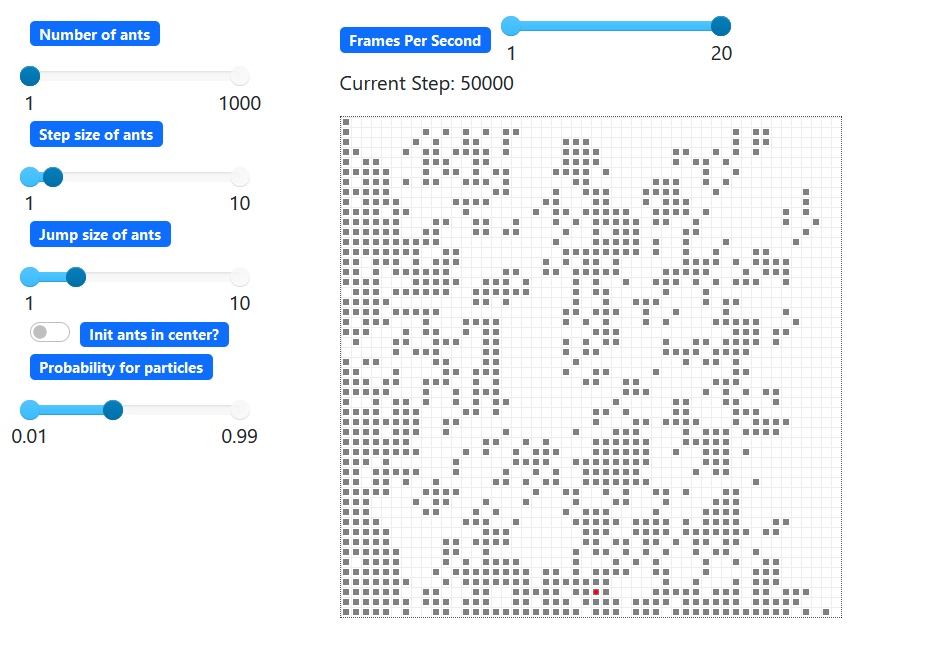 Number of ants
1 1000
Step size of ants
1 10
Jump size of ants
1 10
Init ants in center?
Probability for particles
0.01 0.99
Frames Per Second
1 20
Current Step: 50000